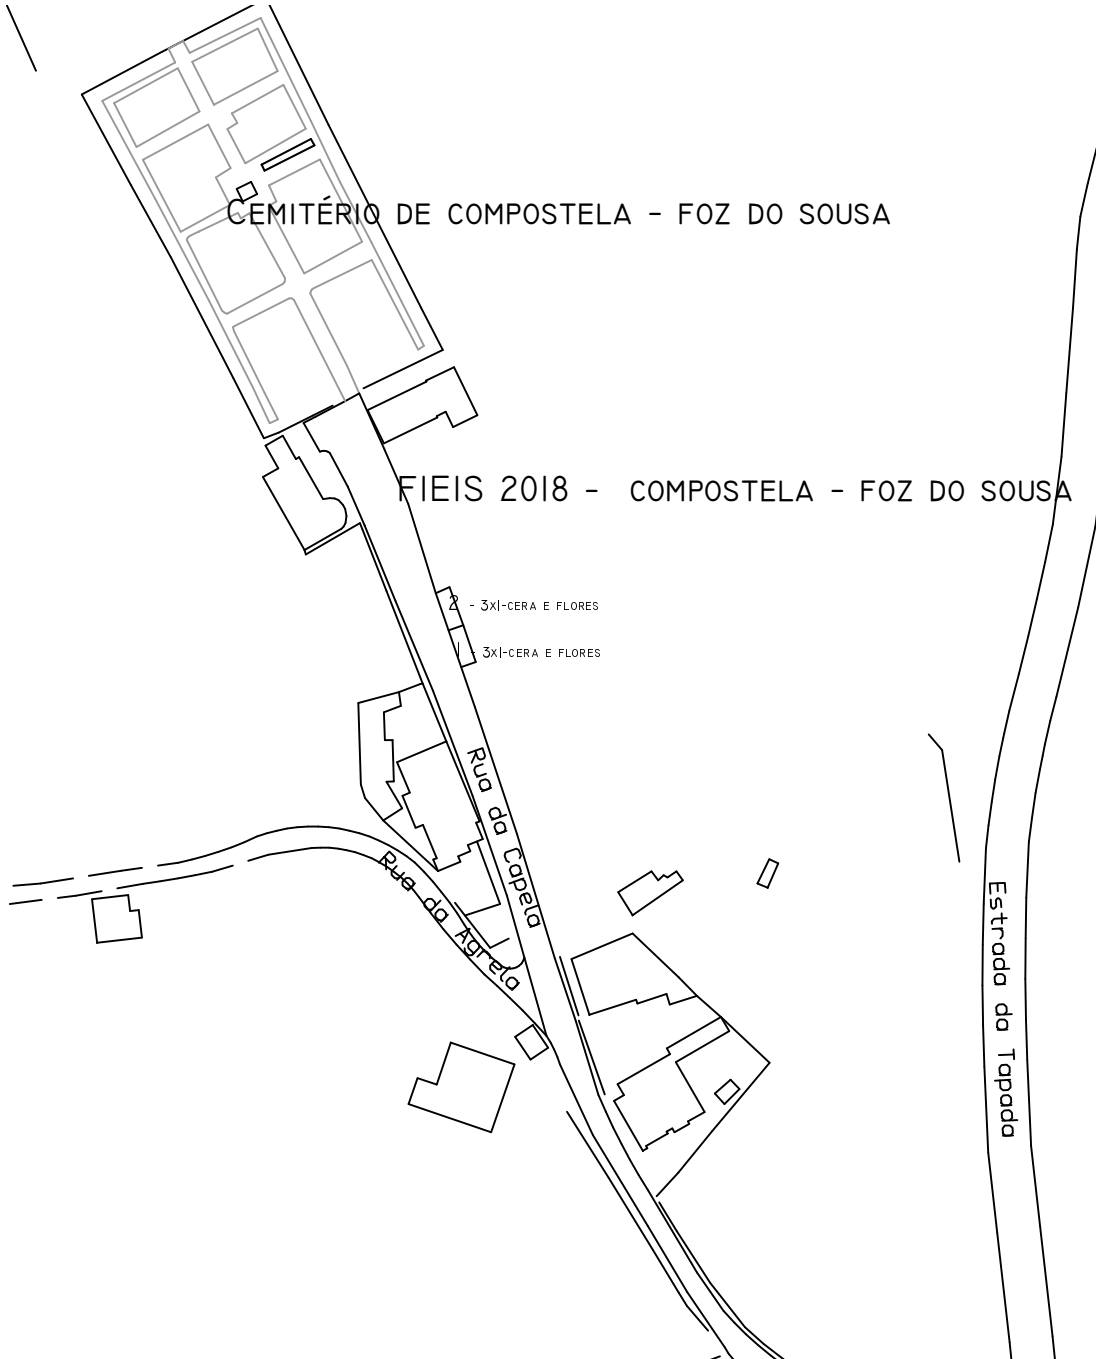 CEMITÉRIO DE COMPOSTELA - FOZ DO SOUSA
FIEIS 2018 - COMPOSTELA - FOZ DO SOUSA
2 - 3x1-CERA E FLORES
1 - 3x1-CERA E FLORES
Rua da Capela
Rua da Agrela
Estrada da Tapada